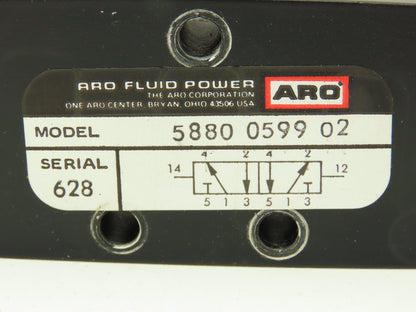 ARO FLUID POWER
THE ARO CORPORATION
ONE ARO CENTER, BRYAN, OHIO 43506 USA
ARO
MODEL 5880 0599 02
SERIAL
628
4 2 4 2
14 12
5 1 3 5 1 3